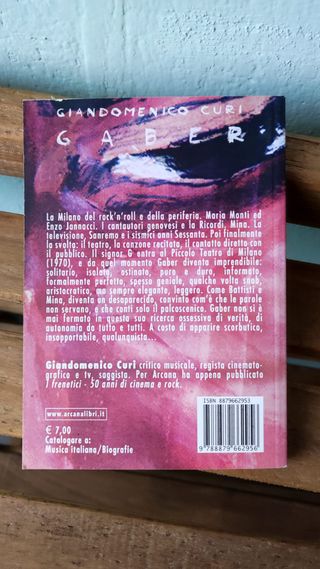 GIANDOMENICO CURI
GABER
La Milano del rock'n'roll e della periferia. Maria Monti ed
Enzo Jannacci. I cantautori genovesi e la Ricordi, Mina. La
televisione, Sanremo e i sismici anni Sessanta. Poi finalmente
la svolta: il teatro, la canzone recitata, il contatto diretto con
il pubblico. Il signor G entra al Piccolo Teatro di Milano
(1970), e da quel momento Gaber diventa imprendibile:
solitario, isolato, ostinato, puro e duro, informato,
formalmente perfetto, spesso geniale, qualche volta snob,
aristocratico, ma sempre elegante, leggero. Come Battisti e
Mina, diventa un desaparecido, convinto com'è che le parole
non servano, e che conti solo il palcoscenico. Gaber non si è
mai fermato in questa sua ricerca ossessiva di verità, di
autonomia da tutto e tutti. A costo di apparire scorbutico,
insopportabile, qualunquista...
Giandomenico Curi critico musicale, regista cinemato-
grafico e tv, saggista. Per Arcana ha appena pubblicato
I frenetici - 50 anni di cinema e rock.
www.arcanalibri.it
€ 7,00
Catalogare a:
Musica italiana/Biografie
ISBN 8879662953
9 788879 662956